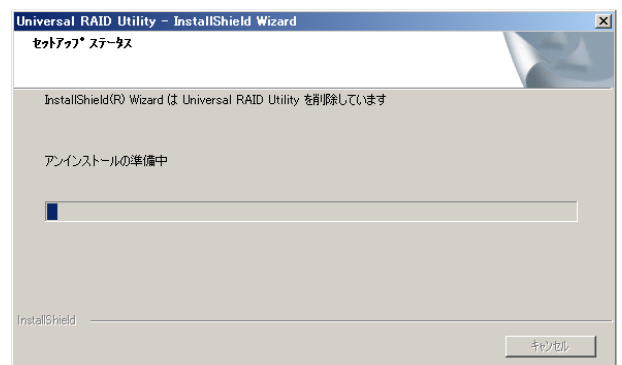 Universal RAID Utility - InstallShield Wizard
セットアップ ステータス
InstallShield(R) Wizard は Universal RAID Utility を削除しています
アンインストールの準備中
InstallShield
キャンセル